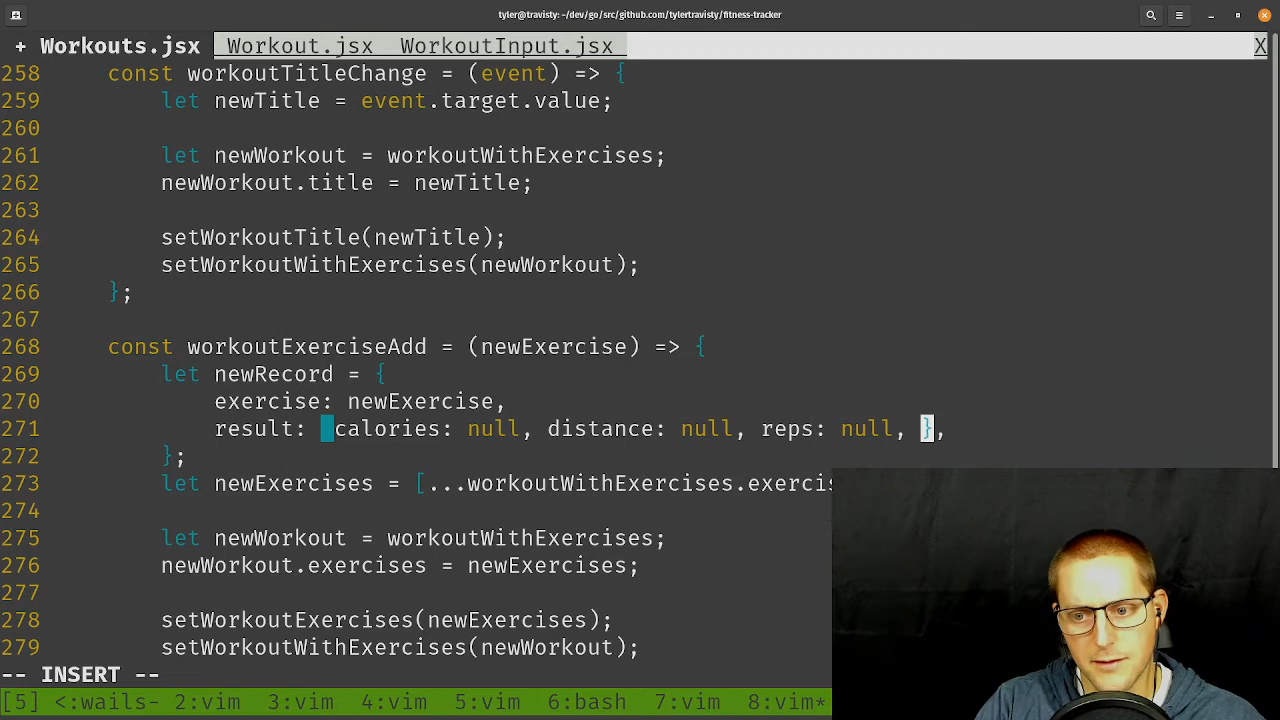 tyler@travisty: ~/dev/go/src/github.com/tylertravisty/fitness-tracker
+ Workouts.jsx  Workout.jsx  WorkoutInput.jsx  X
258     const workoutTitleChange = (event) => {
259         let newTitle = event.target.value;
260
261         let newWorkout = workoutWithExercises;
262         newWorkout.title = newTitle;
263
264         setWorkoutTitle(newTitle);
265         setWorkoutWithExercises(newWorkout);
266     };
267
268     const workoutExerciseAdd = (newExercise) => {
269         let newRecord = {
270             exercise: newExercise,
271             result: {calories: null, distance: null, reps: null, },
272         };
273         let newExercises = [...workoutWithExercises.exercis
274
275         let newWorkout = workoutWithExercises;
276         newWorkout.exercises = newExercises;
277
278         setWorkoutExercises(newExercises);
279         setWorkoutWithExercises(newWorkout);
-- INSERT --
[5] <:wails- 2:vim  3:vim  4:vim  5:vim  6:bash  7:vim  8:vim*